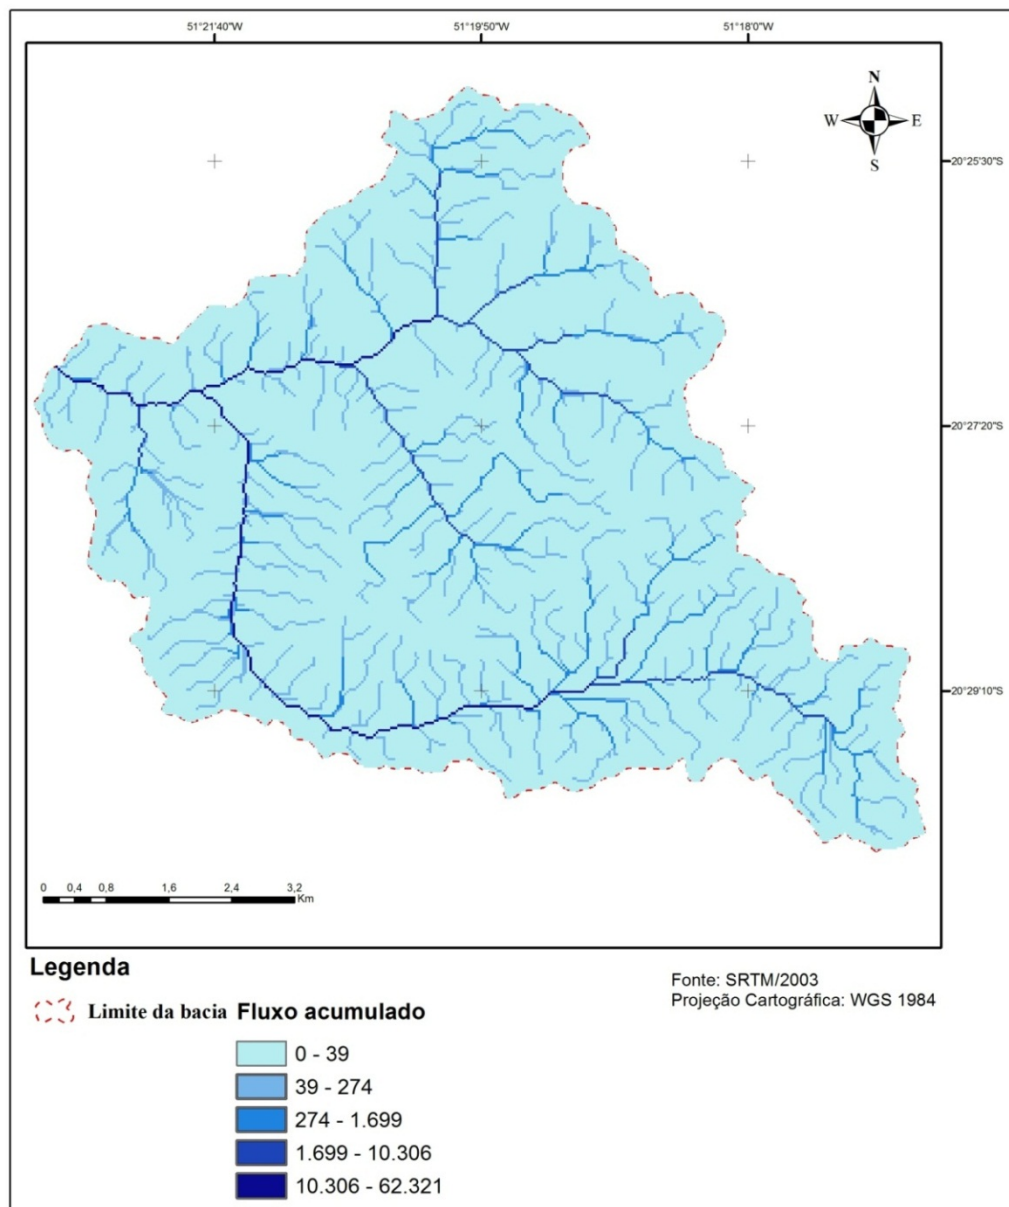 51°21'40"W 51°19'50"W 51°18'0"W
N
W E
S
20°25'30"S
20°27'20"S
20°29'10"S
0 0,4 0,8 1,6 2,4 3,2
Km
Legenda
Limite da bacia Fluxo acumulado
Fonte: SRTM/2003
Projeção Cartográfica: WGS 1984
0 - 39
39 - 274
274 - 1.699
1.699 - 10.306
10.306 - 62.321